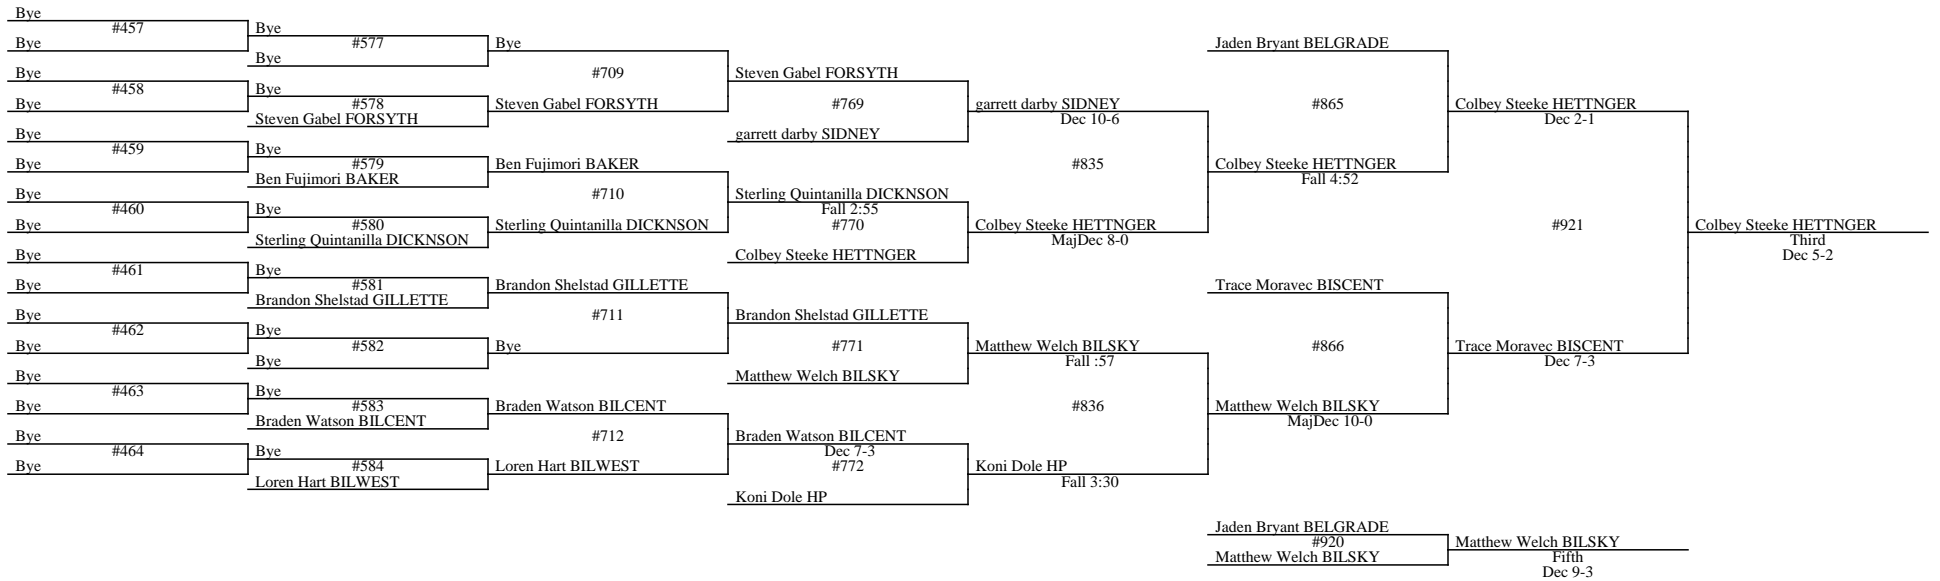 Bye
#457
Bye
Bye
#458
Bye
Bye
#459
Bye
Bye
#460
Bye
Bye
#461
Bye
Bye
#462
Bye
Bye
#463
Bye
Bye
#464
Bye
Bye
#577
Bye
Bye
#578
Steven Gabel FORSYTH
Bye
#579
Ben Fujimori BAKER
Bye
#580
Sterling Quintanilla DICKNSON
Bye
#581
Brandon Shelstad GILLETTE
Bye
#582
Bye
Bye
#583
Braden Watson BILCENT
Bye
#584
Loren Hart BILWEST
Bye
#709
Steven Gabel FORSYTH
Ben Fujimori BAKER
#710
Sterling Quintanilla DICKNSON
Brandon Shelstad GILLETTE
#711
Bye
Braden Watson BILCENT
#712
Loren Hart BILWEST
Steven Gabel FORSYTH
#769
garrett darby SIDNEY
Sterling Quintanilla DICKNSON
Fall 2:55
#770
Colbey Steeke HETTNGER
Brandon Shelstad GILLETTE
#771
Matthew Welch BILSKY
Braden Watson BILCENT
Dec 7-3
#772
Koni Dole HP
garrett darby SIDNEY
Dec 10-6
#835
Colbey Steeke HETTNGER
MajDec 8-0
Matthew Welch BILSKY
Fall :57
#836
Koni Dole HP
Fall 3:30
Jaden Bryant BELGRADE
#865
Colbey Steeke HETTNGER
Fall 4:52
Trace Moravec BISCENT
#866
Matthew Welch BILSKY
MajDec 10-0
Jaden Bryant BELGRADE
#920
Matthew Welch BILSKY
Colbey Steeke HETTNGER
Dec 2-1
#921
Trace Moravec BISCENT
Dec 7-3
Matthew Welch BILSKY
Fifth
Dec 9-3
Colbey Steeke HETTNGER
Third
Dec 5-2